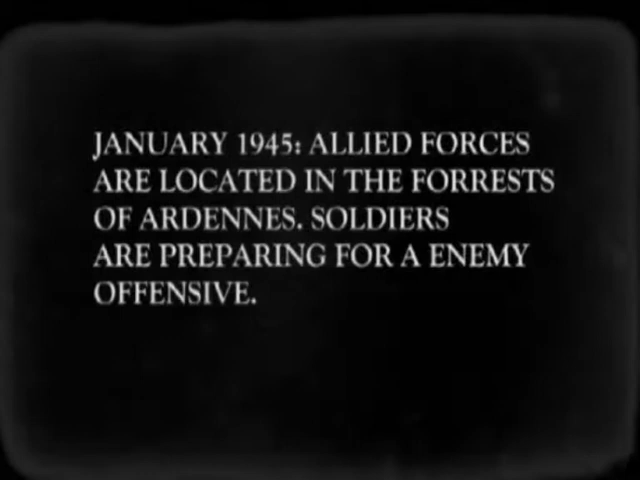 JANUARY 1945: ALLIED FORCES
ARE LOCATED IN THE FORRESTS
OF ARDENNES. SOLDIERS
ARE PREPARING FOR A ENEMY
OFFENSIVE.